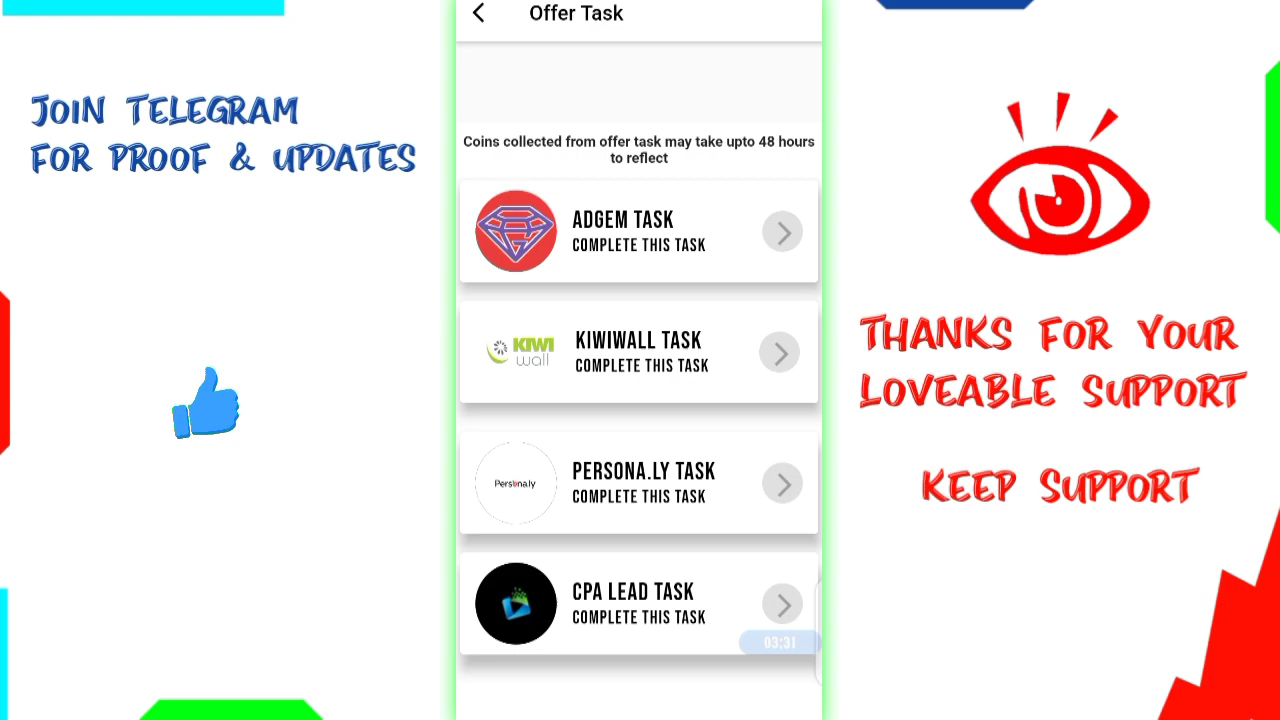 JOIN TELEGRAM
FOR PROOF & UPDATES
Offer Task
Coins collected from offer task may take upto 48 hours
to reflect
ADGEM TASK
COMPLETE THIS TASK
KIWI
wall
KIWIWALL TASK
COMPLETE THIS TASK
Persona.ly
PERSONA.LY TASK
COMPLETE THIS TASK
CPA LEAD TASK
COMPLETE THIS TASK
03:31
THANKS FOR YOUR
LOVEABLE SUPPORT
KEEP SUPPORT